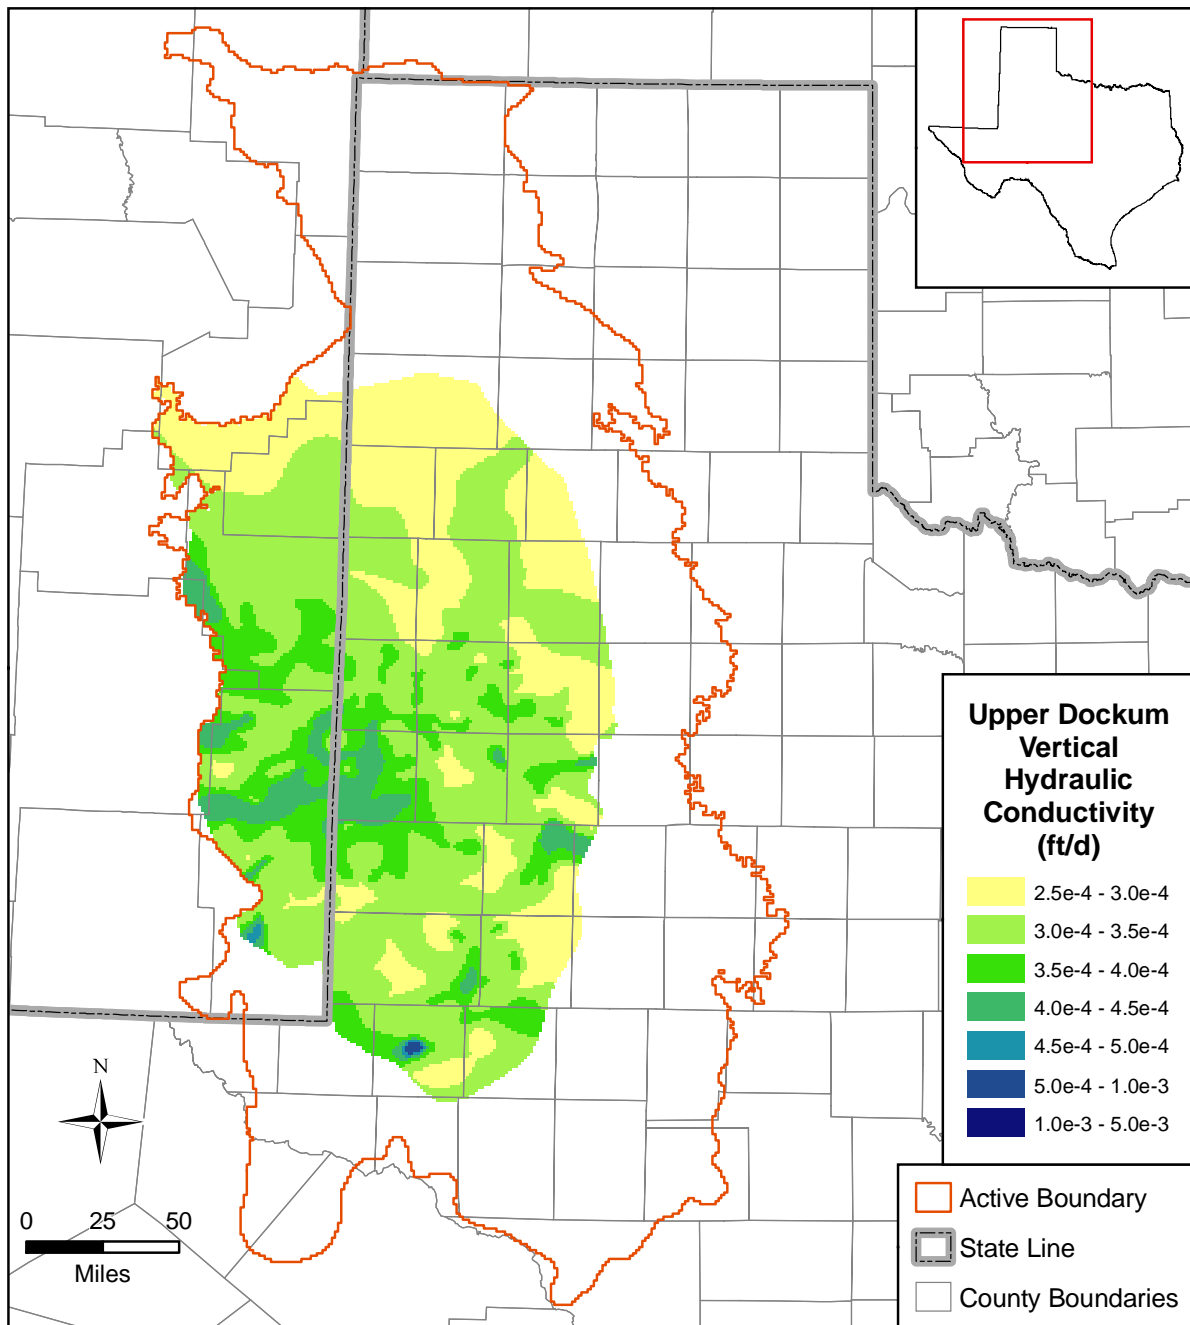 Upper Dockum
Vertical
Hydraulic
Conductivity
(ft/d)
2.5e-4 - 3.0e-4
3.0e-4 - 3.5e-4
3.5e-4 - 4.0e-4
4.0e-4 - 4.5e-4
4.5e-4 - 5.0e-4
5.0e-4 - 1.0e-3
1.0e-3 - 5.0e-3
N
0 25 50
Miles
Active Boundary
State Line
County Boundaries